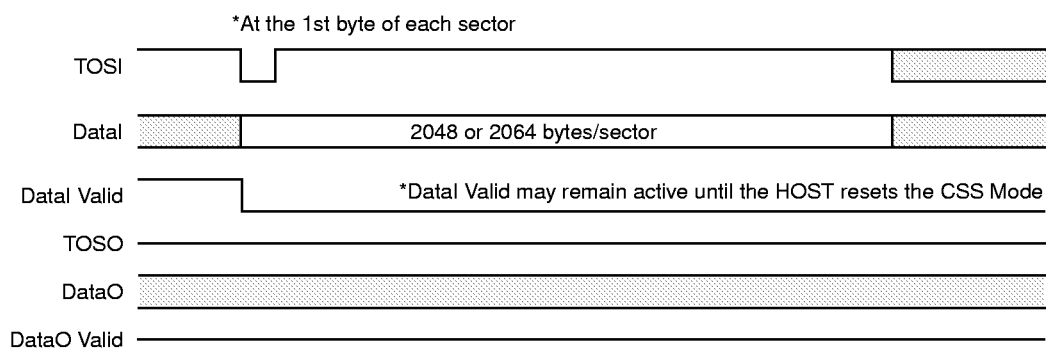 *At the 1st byte of each sector
TOSI
DataI
2048 or 2064 bytes/sector
DataI Valid
*DataI Valid may remain active until the HOST resets the CSS Mode
TOSO
DataO
DataO Valid